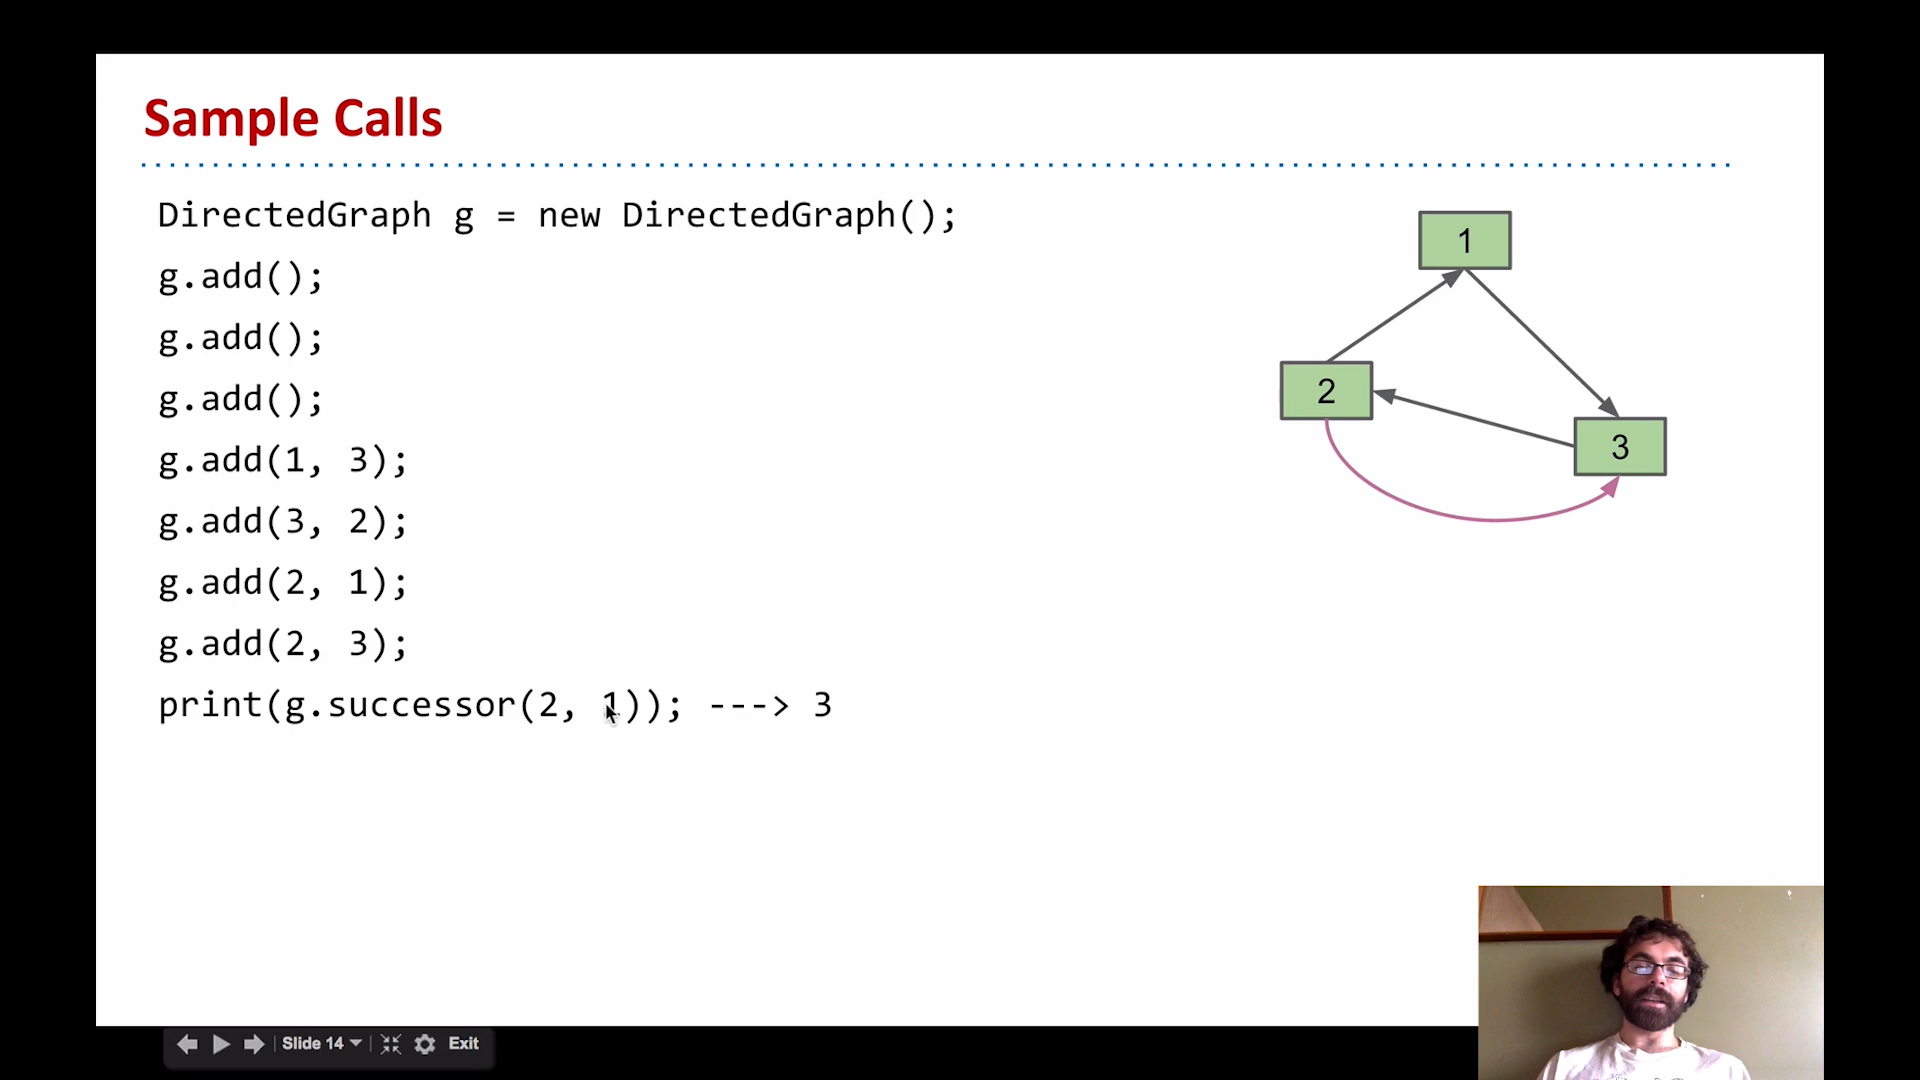 Sample Calls
DirectedGraph g = new DirectedGraph();
g.add();
g.add();
g.add();
g.add(1, 3);
g.add(3, 2);
g.add(2, 1);
g.add(2, 3);
print(g.successor(2, 1)); ---> 3
1
2
3
Slide 14
Exit